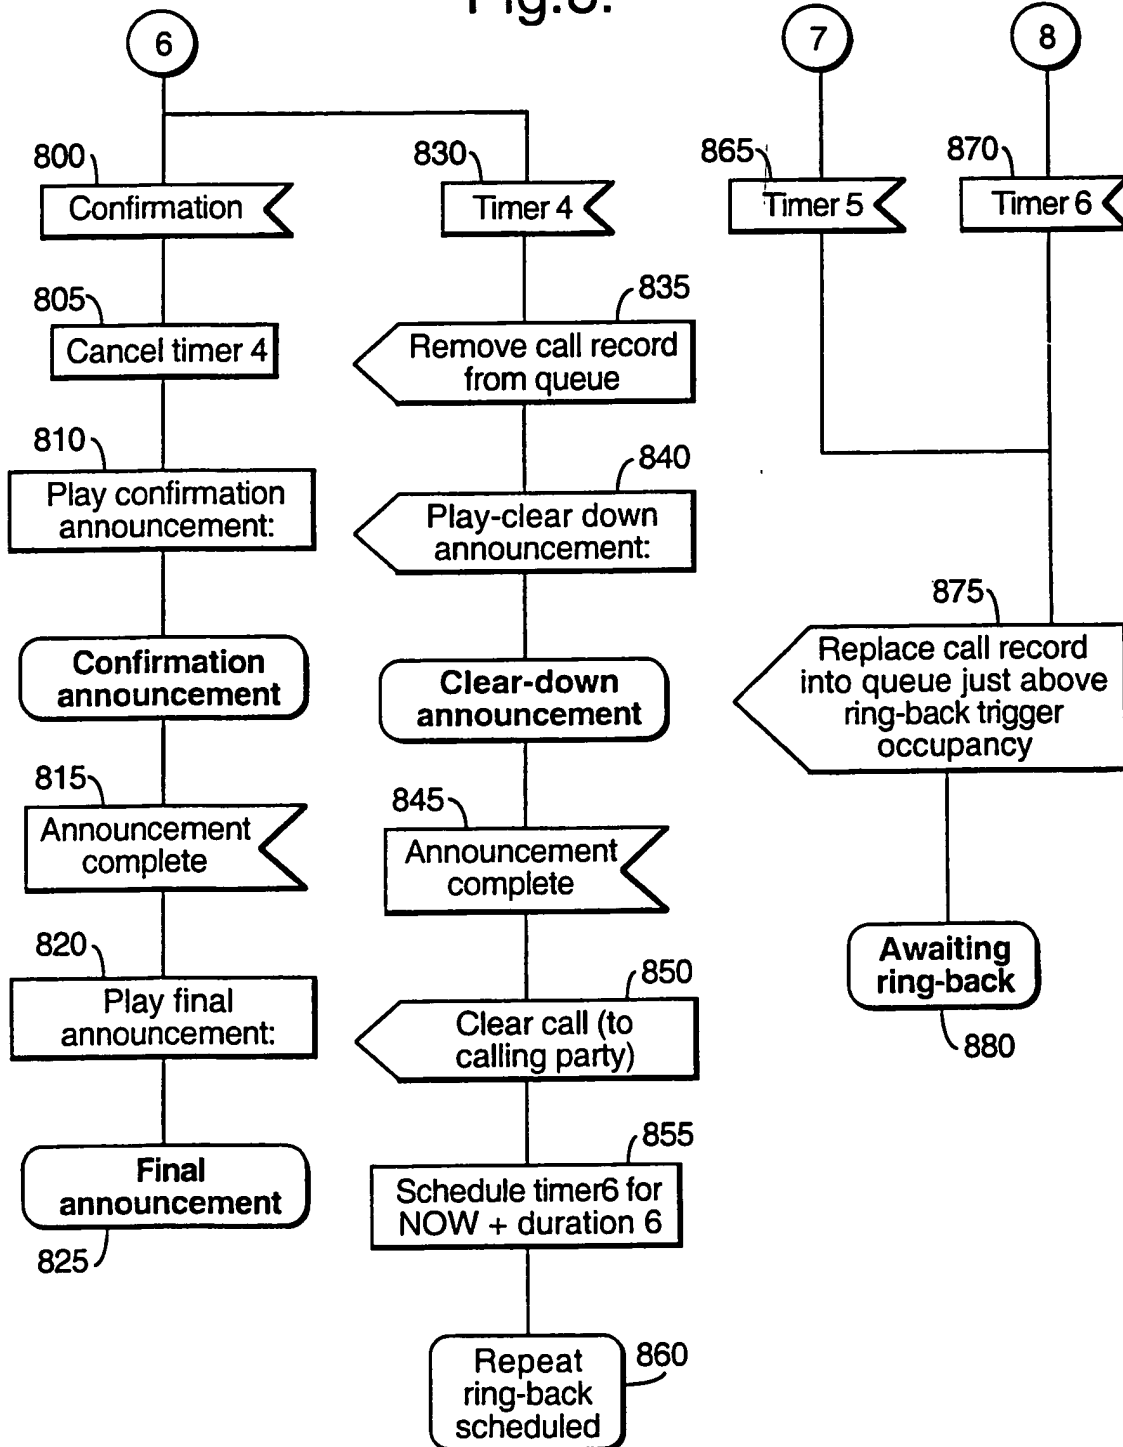 6
800
Confirmation
805
Cancel timer 4
810
Play confirmation
announcement:
Confirmation
announcement
815
Announcement
complete
820
Play final
announcement:
Final
announcement
825
830
Timer 4
835
Remove call record
from queue
840
Play-clear down
announcement:
Clear-down
announcement
845
Announcement
complete
850
Clear call (to
calling party)
855
Schedule timer6 for
NOW + duration 6
Repeat
ring-back
scheduled
860
7
865
Timer 5
8
870
Timer 6
875
Replace call record
into queue just above
ring-back trigger
occupancy
Awaiting
ring-back
880